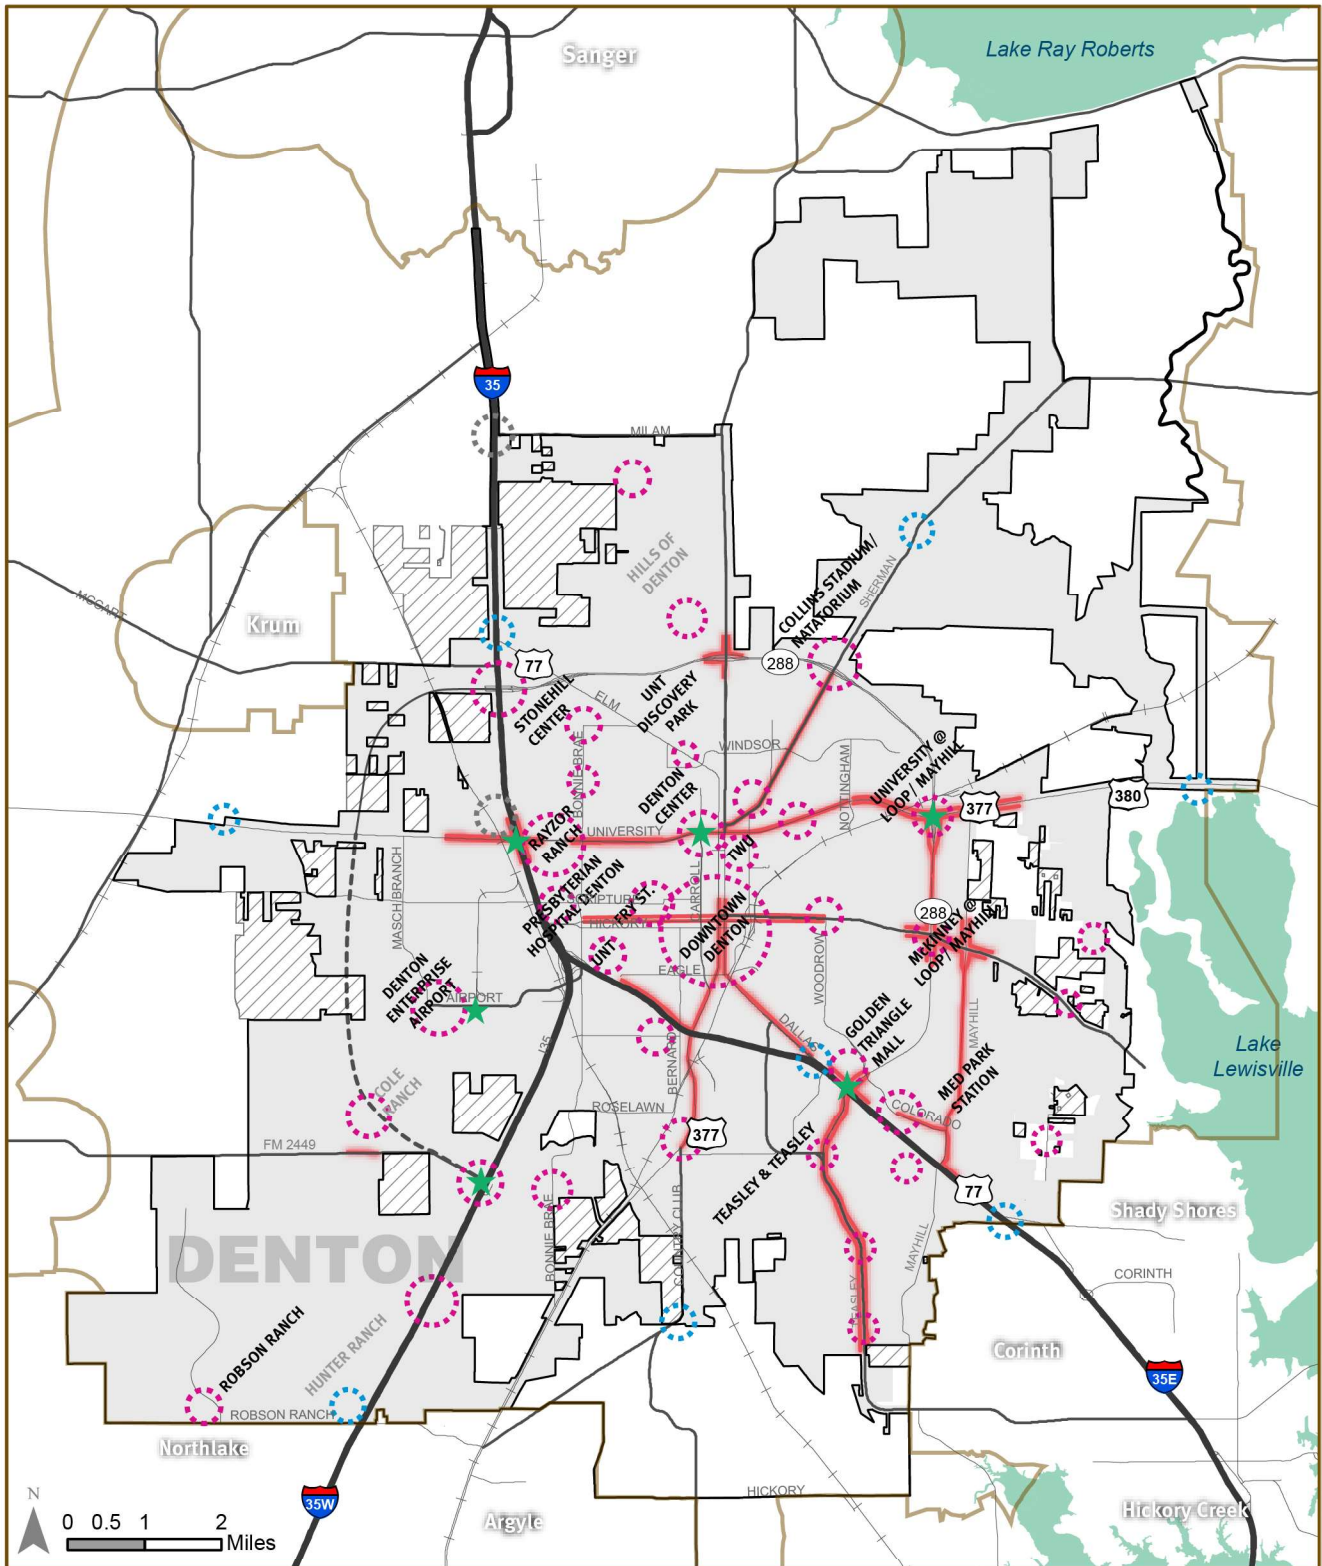 Sanger
Lake Ray Roberts
35
MILAM
HILLS OF
DENTON
COLLINS STADIUM/
NATATORIUM
SHERMAN
MCCART
Krum
77
288
STONEHILL
CENTER
ELM
UNT
DISCOVERY
PARK
WINDSOR
NOTTINGHAM
UNIVERSITY @
LOOP / MAYHILL
BONNIE BRAE
DENTON
CENTER
377
380
RAYZOR
RANCH
UNIVERSITY
TWU
MASCH BRANCH
PRESBYTERIAN
HOSPITAL DENTON
SCRIPTURE
FRY ST.
CARROLL
HICKORY
288
MCKINNEY @
LOOP / MAYHILL
DOWNTOWN
DENTON
UNT
EAGLE
WOODROW
DENTON
ENTERPRISE
AIRPORT
AIRPORT
I35
DALLAS
GOLDEN
TRIANGLE
MALL
MAYHILL
Lake
Lewisville
BERNARD
MED PARK
STATION
COLE
RANCH
ROSELAWN
COLORADO
377
FM 2449
TEASLEY & TEASLEY
77
Shady Shores
BONNIE BRAE
COUNTRY CLUB
MAYHILL
DENTON
CORINTH
TEASLEY
ROBSON RANCH
HUNTER RANCH
Corinth
35E
ROBSON RANCH
Northlake
HICKORY
35W
Argyle
Hickory Creek
N
0 0.5 1 2
Miles